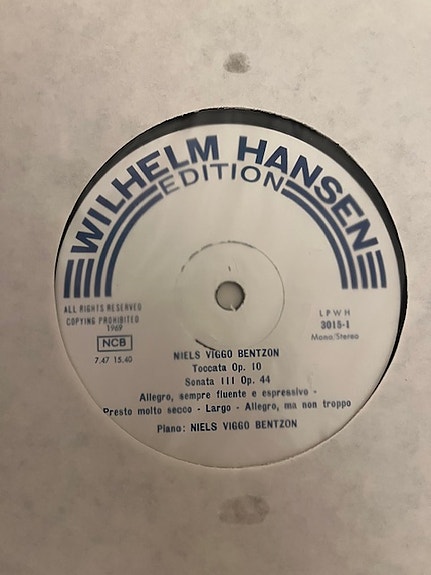 WILHELM HANSEN
EDITION
ALL RIGHTS RESERVED
COPYING PROHIBITED
1969
NCB
7.47 15.40
LPWH
3015-1
Mono/Stereo
NIELS VIGGO BENTZON
Toccata Op. 10
Sonata III Op. 44
Allegro, sempre fluente e espressivo -
Presto molto secco - Largo - Allegro, ma non troppo
Piano: NIELS VIGGO BENTZON